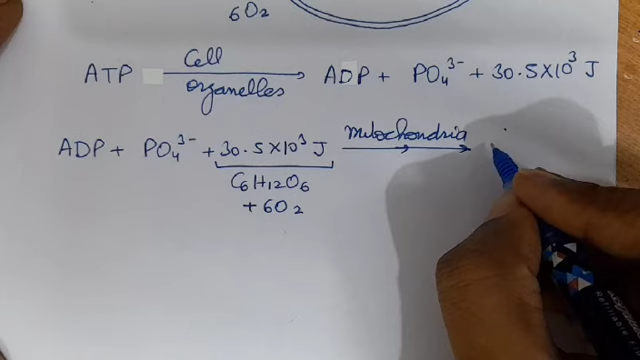 6O₂
Cell
ATP → ADP + PO₄³⁻ + 30.5×10³ J
organelles
Mitochondria
ADP + PO₄³⁻ + 30.5×10³ J →
C₆H₁₂O₆
+ 6O₂